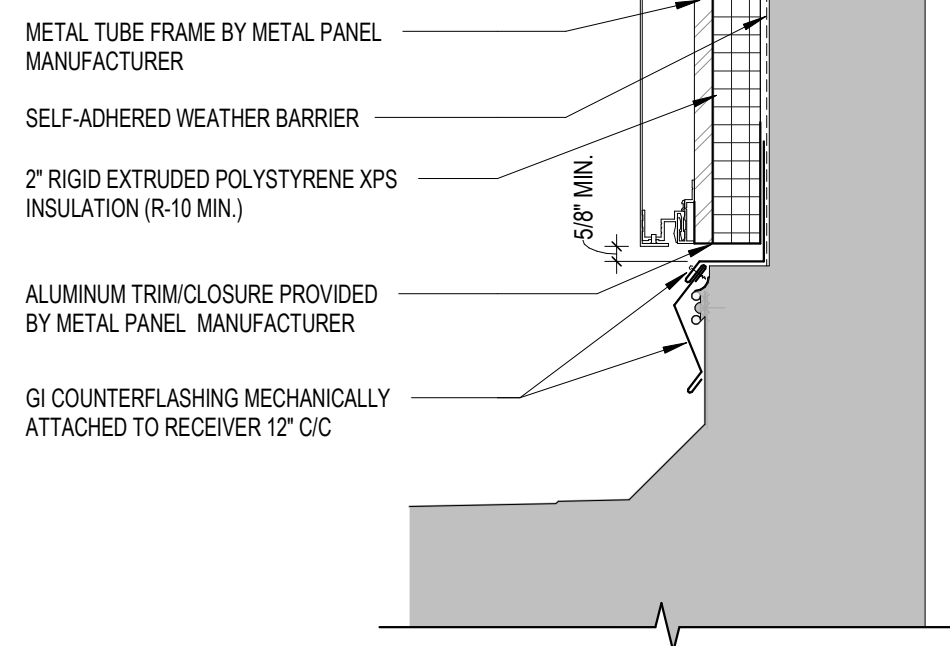 METAL TUBE FRAME BY METAL PANEL
MANUFACTURER
SELF-ADHERED WEATHER BARRIER
2" RIGID EXTRUDED POLYSTYRENE XPS
INSULATION (R-10 MIN.)
5/8" MIN.
ALUMINUM TRIM/CLOSURE PROVIDED
BY METAL PANEL MANUFACTURER
GI COUNTERFLASHING MECHANICALLY
ATTACHED TO RECEIVER 12" C/C